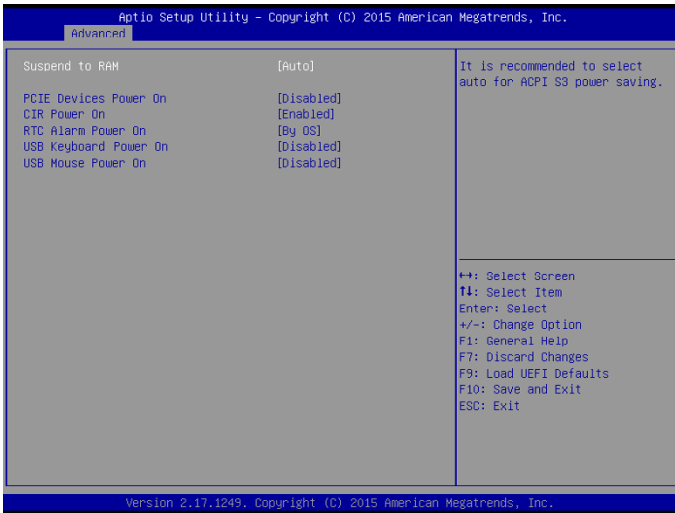 Aptio Setup Utility – Copyright (C) 2015 American Megatrends, Inc.
Advanced
Suspend to RAM [Auto]
PCIE Devices Power On [Disabled]
CIR Power On [Enabled]
RTC Alarm Power On [By OS]
USB Keyboard Power On [Disabled]
USB Mouse Power On [Disabled]
It is recommended to select
auto for ACPI S3 power saving.
↔: Select Screen
↑↓: Select Item
Enter: Select
+/-: Change Option
F1: General Help
F7: Discard Changes
F9: Load UEFI Defaults
F10: Save and Exit
ESC: Exit
Version 2.17.1249. Copyright (C) 2015 American Megatrends, Inc.